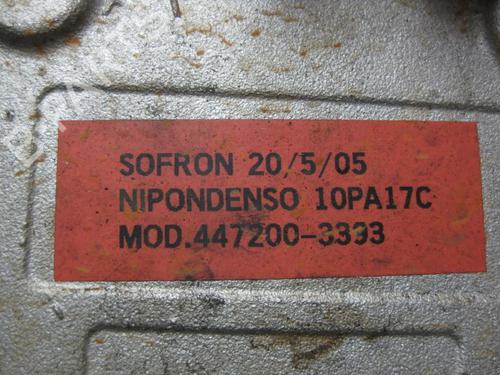 SOFRON 20/5/05
NIPONDENSO 10PA17C
MOD.447200-3393